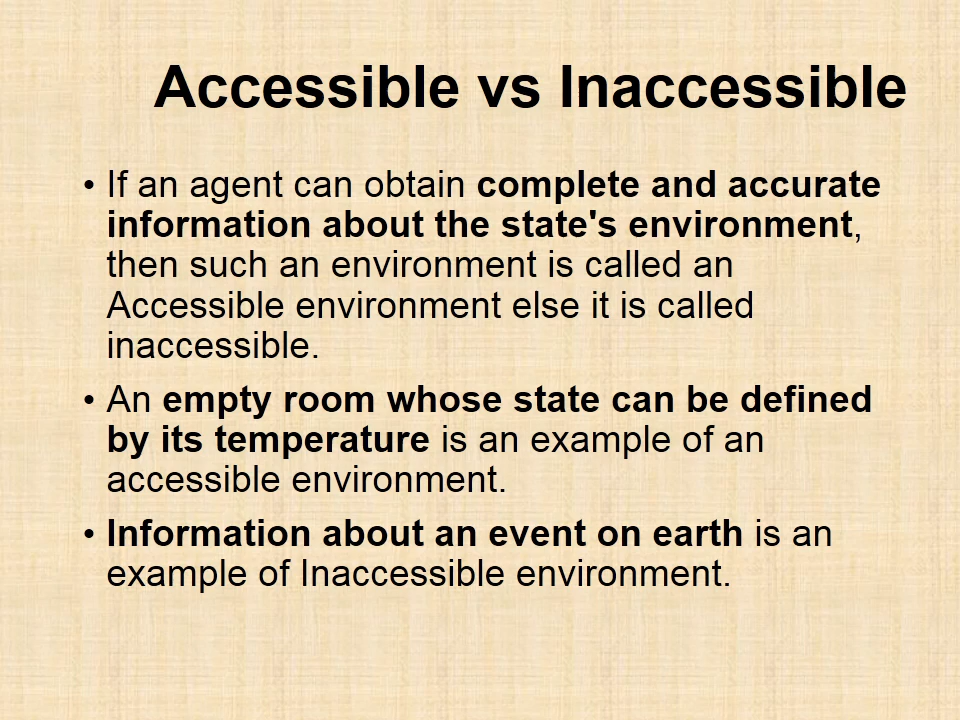 Accessible vs Inaccessible
• If an agent can obtain complete and accurate
information about the state's environment,
then such an environment is called an
Accessible environment else it is called
inaccessible.
• An empty room whose state can be defined
by its temperature is an example of an
accessible environment.
• Information about an event on earth is an
example of Inaccessible environment.